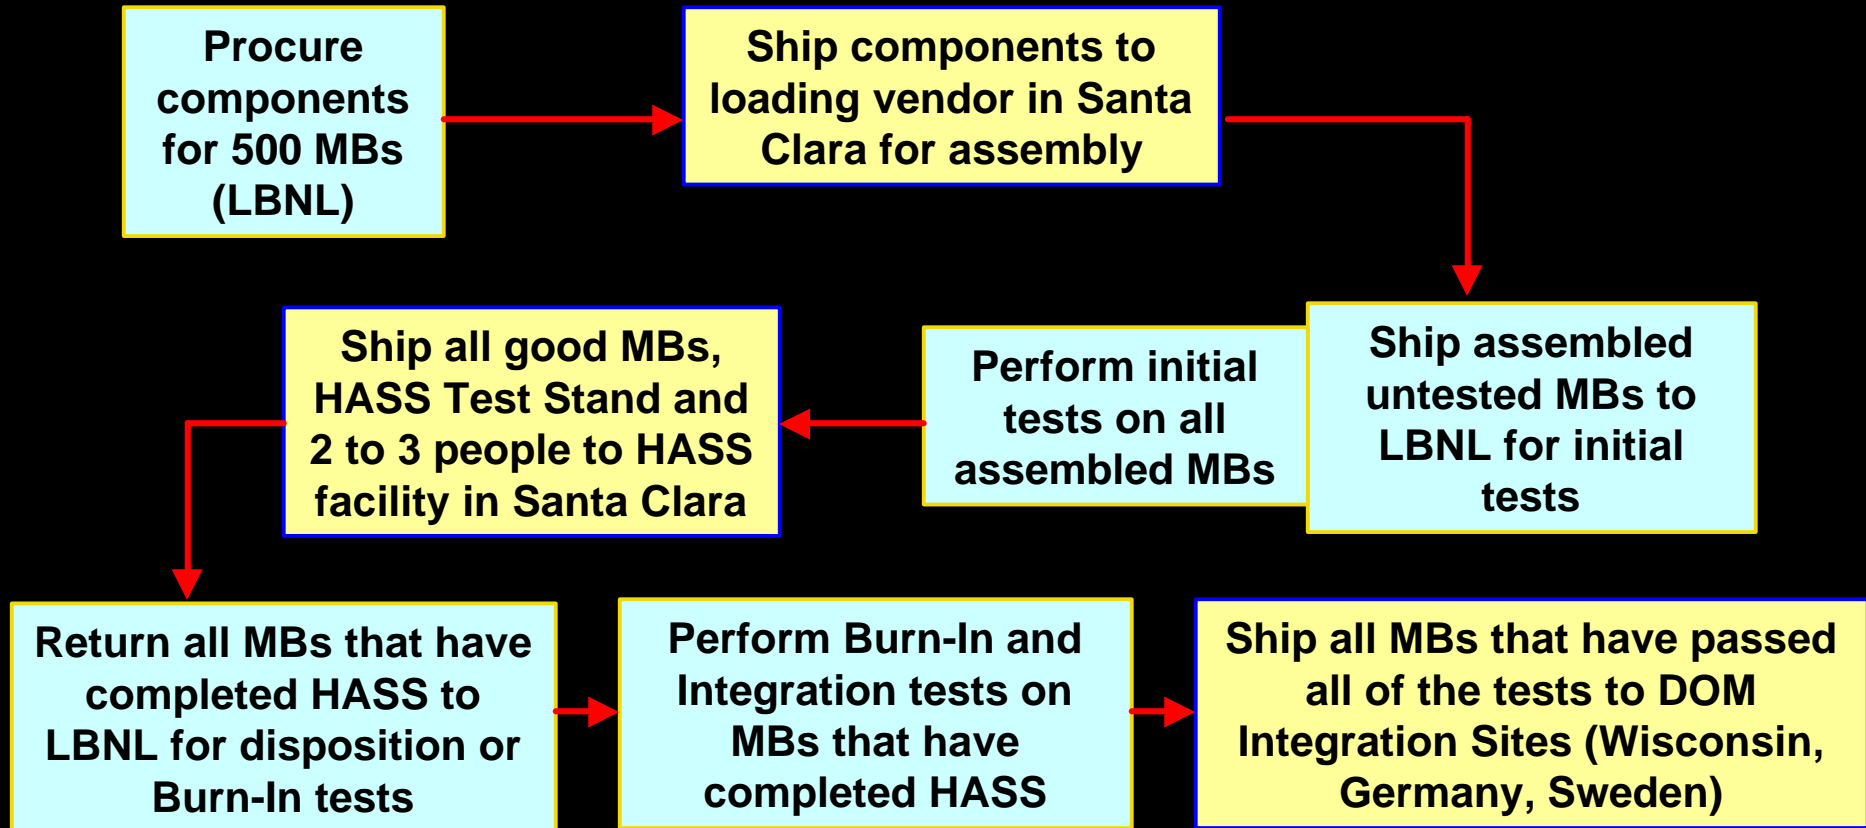 Procure
components
for 500 MBs
(LBNL)
Ship components to
loading vendor in Santa
Clara for assembly
Ship assembled
untested MBs to
LBNL for initial
tests
Perform initial
tests on all
assembled MBs
Ship all good MBs,
HASS Test Stand and
2 to 3 people to HASS
facility in Santa Clara
Return all MBs that have
completed HASS to
LBNL for disposition or
Burn-In tests
Perform Burn-In and
Integration tests on
MBs that have
completed HASS
Ship all MBs that have passed
all of the tests to DOM
Integration Sites (Wisconsin,
Germany, Sweden)